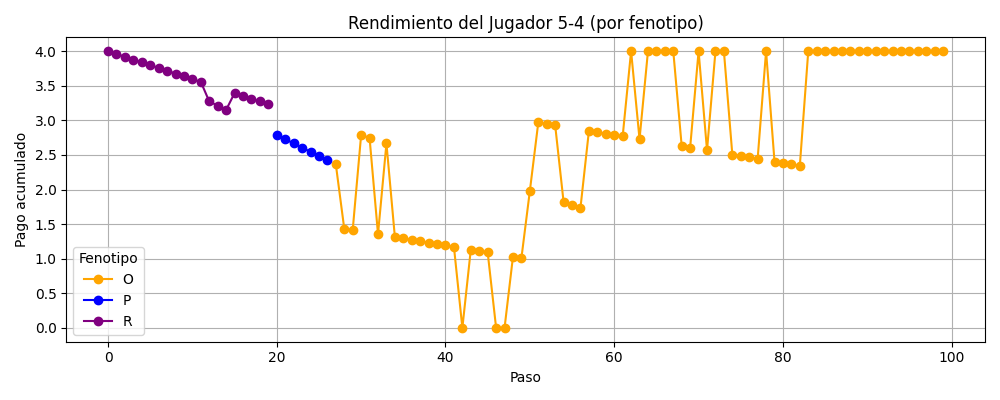 Rendimiento del Jugador 5-4 (por fenotipo)
Pago acumulado
4.0
3.5
3.0
2.5
2.0
1.5
1.0
0.5
0.0
Fenotipo
O
P
R
0 20 40 60 80 100
Paso